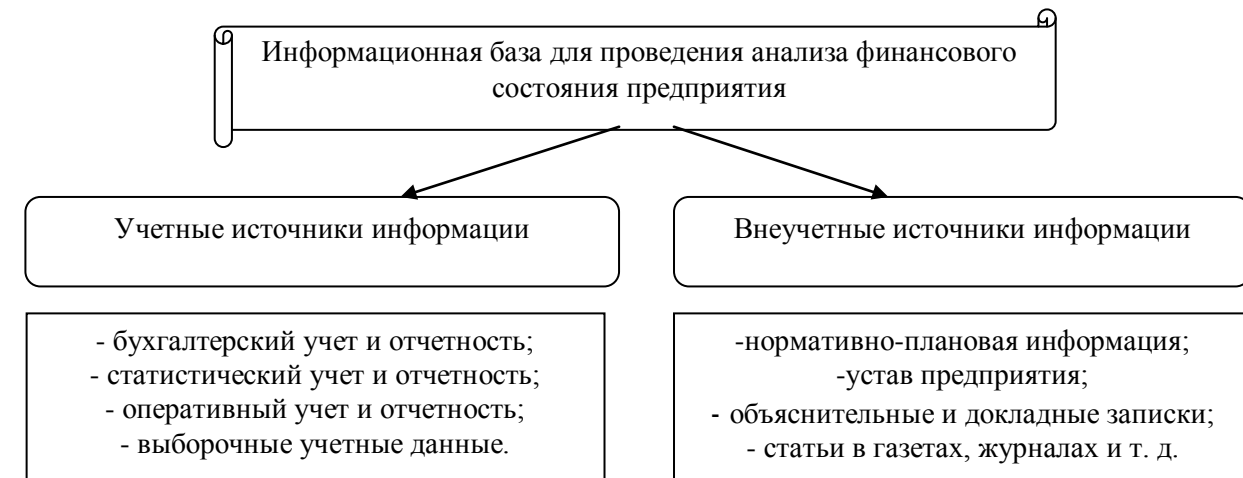 Информационная база для проведения анализа финансового
состояния предприятия
Учетные источники информации
Внеучетные источники информации
- бухгалтерский учет и отчетность;
- статистический учет и отчетность;
- оперативный учет и отчетность;
- выборочные учетные данные.
-нормативно-плановая информация;
-устав предприятия;
- объяснительные и докладные записки;
- статьи в газетах, журналах и т. д.